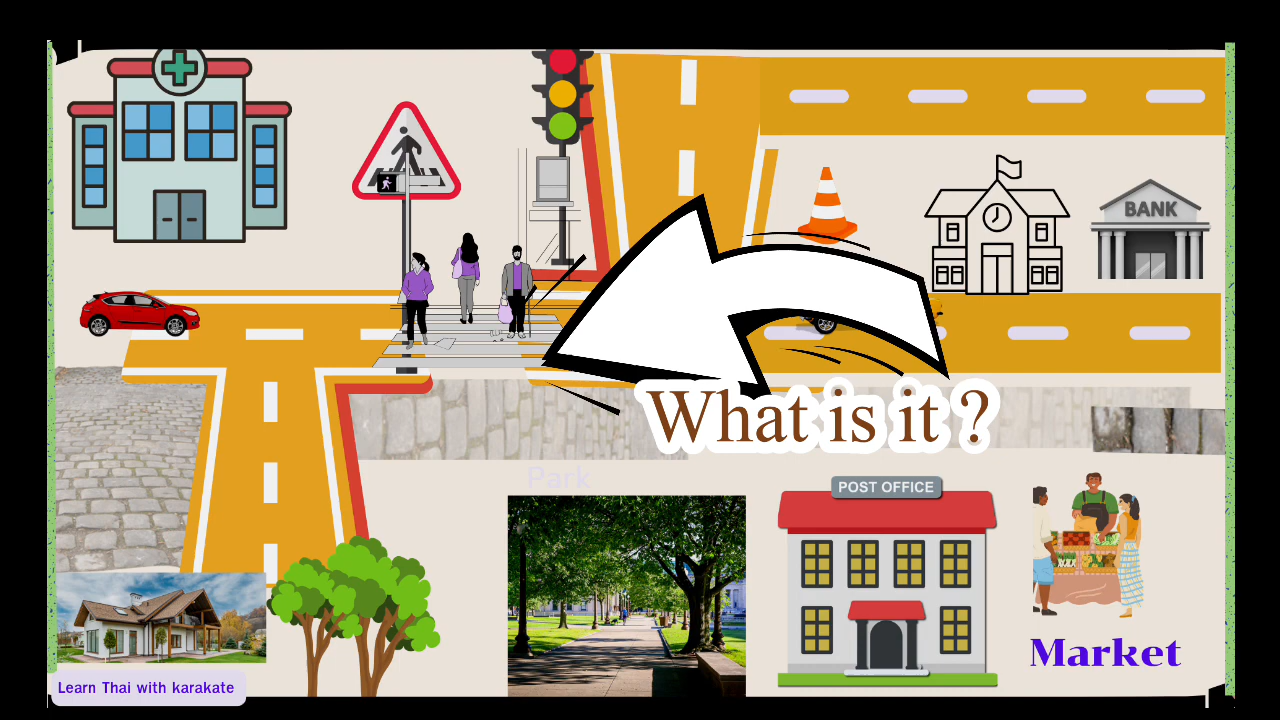 BANK
What is it ?
Park
POST OFFICE
Market
Learn Thai with karakate